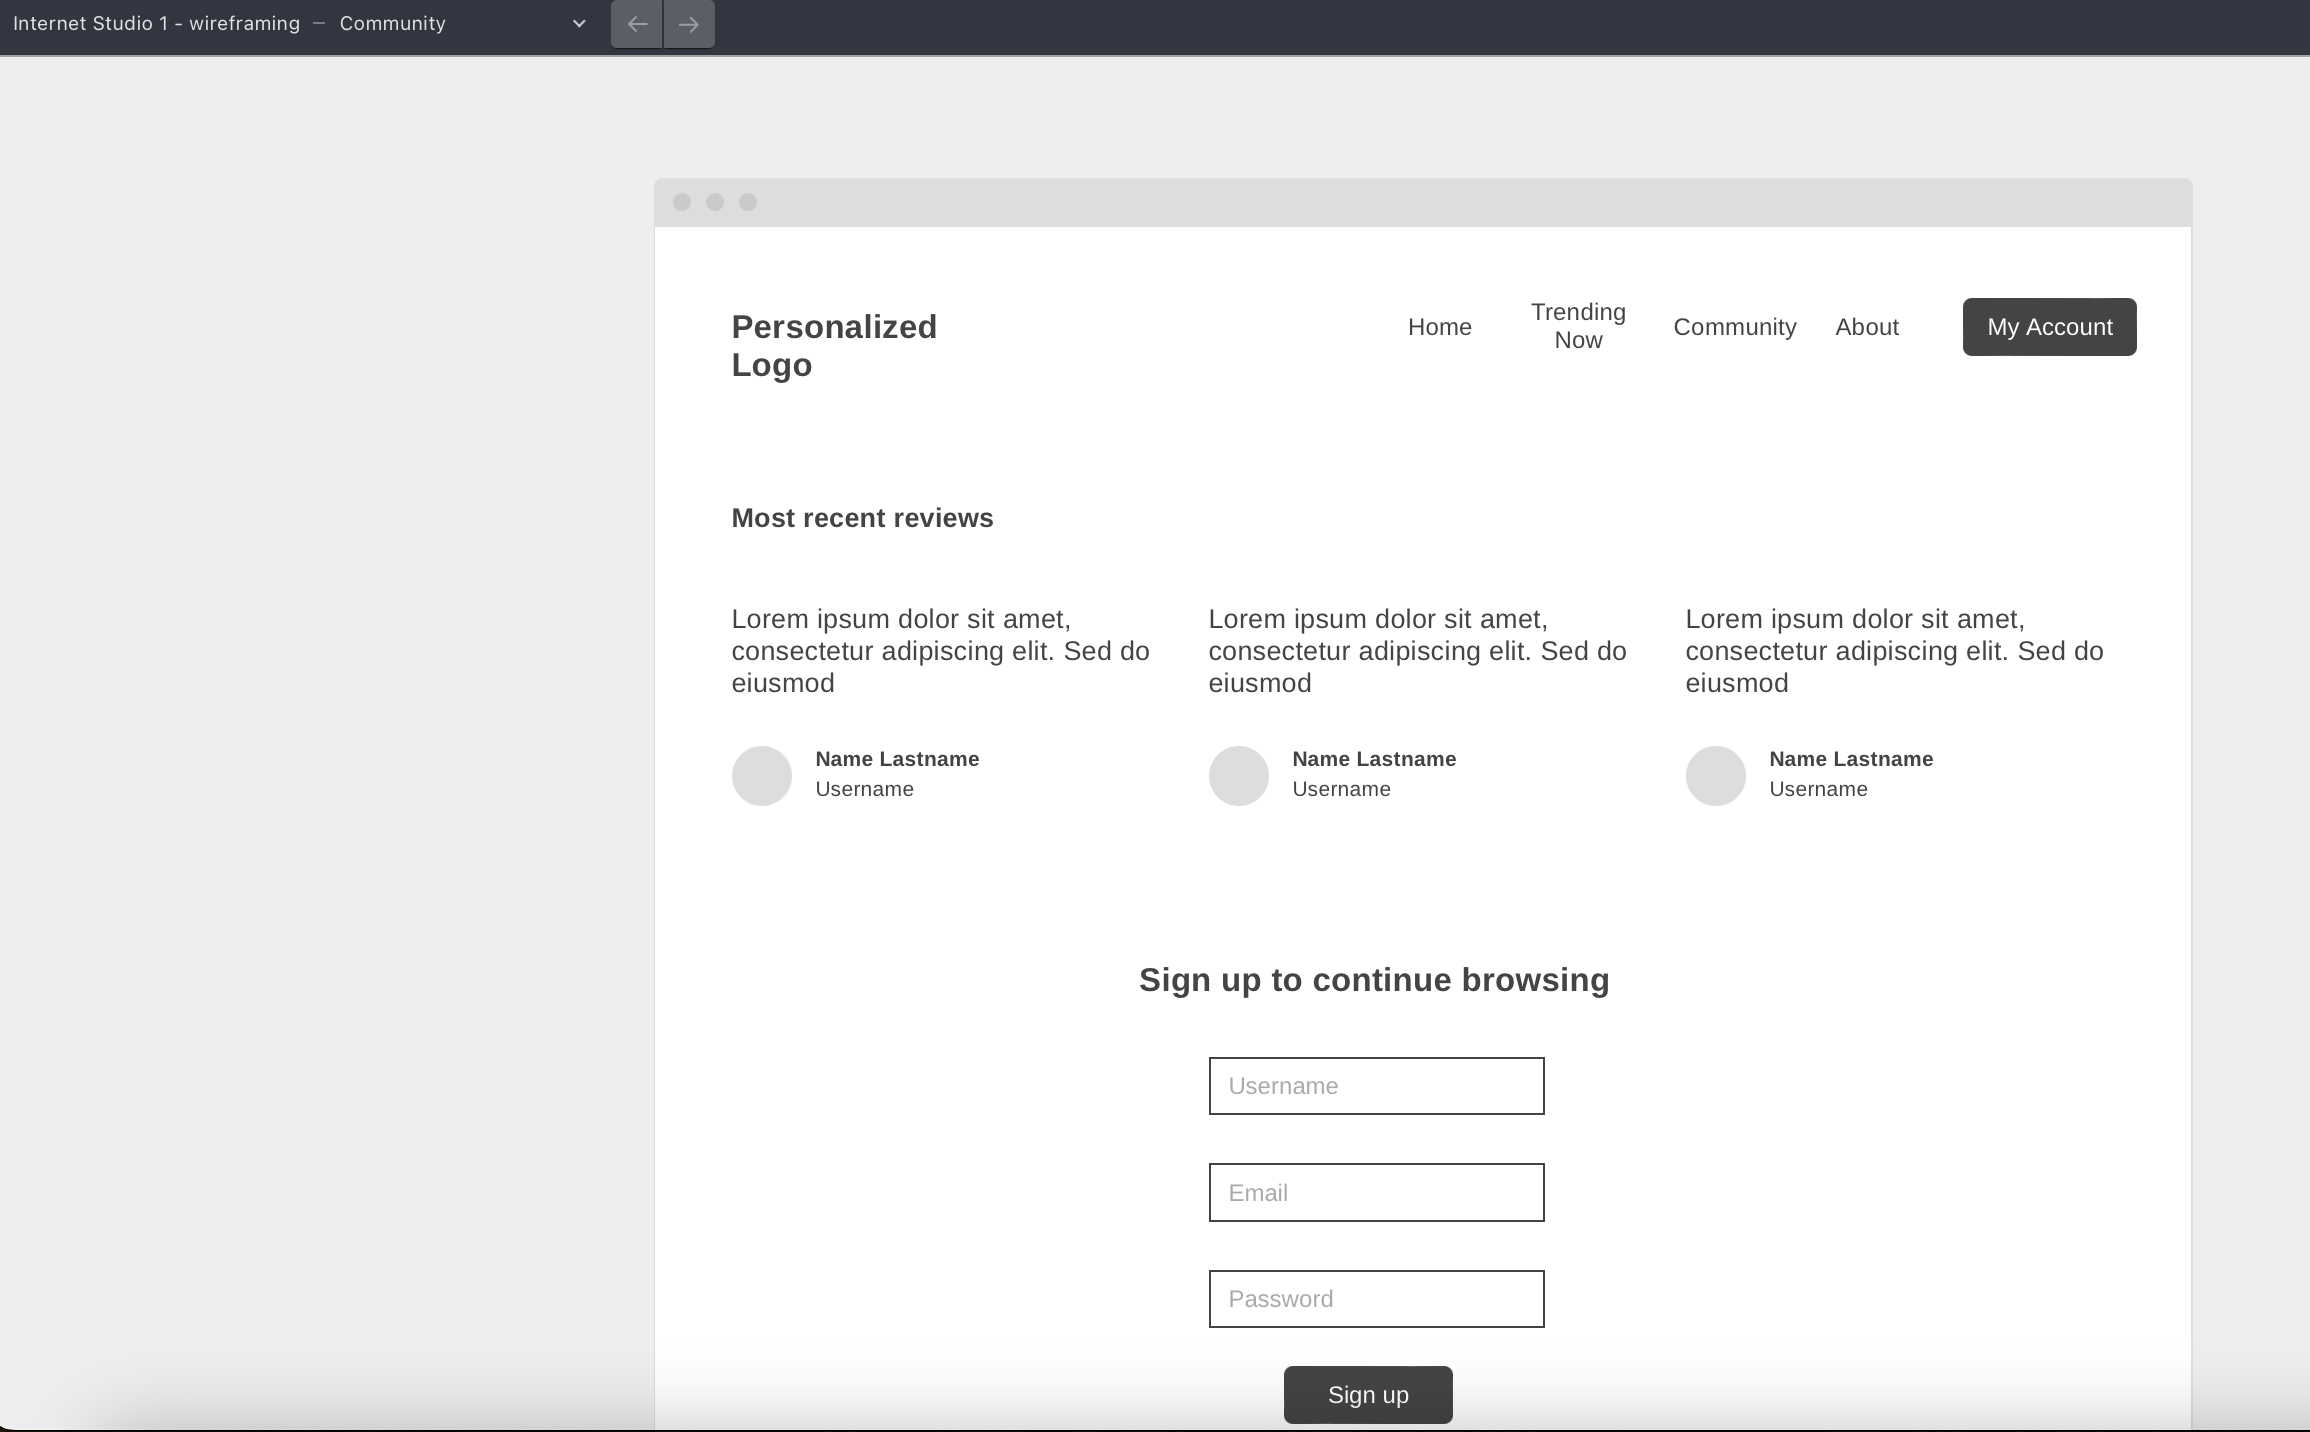 Internet Studio 1 - wireframing – Community
Personalized
Logo
Home
Trending
Now
Community
About
My Account
Most recent reviews
Lorem ipsum dolor sit amet,
consectetur adipiscing elit. Sed do
eiusmod
Name Lastname
Username
Lorem ipsum dolor sit amet,
consectetur adipiscing elit. Sed do
eiusmod
Name Lastname
Username
Lorem ipsum dolor sit amet,
consectetur adipiscing elit. Sed do
eiusmod
Name Lastname
Username
Sign up to continue browsing
Username
Email
Password
Sign up